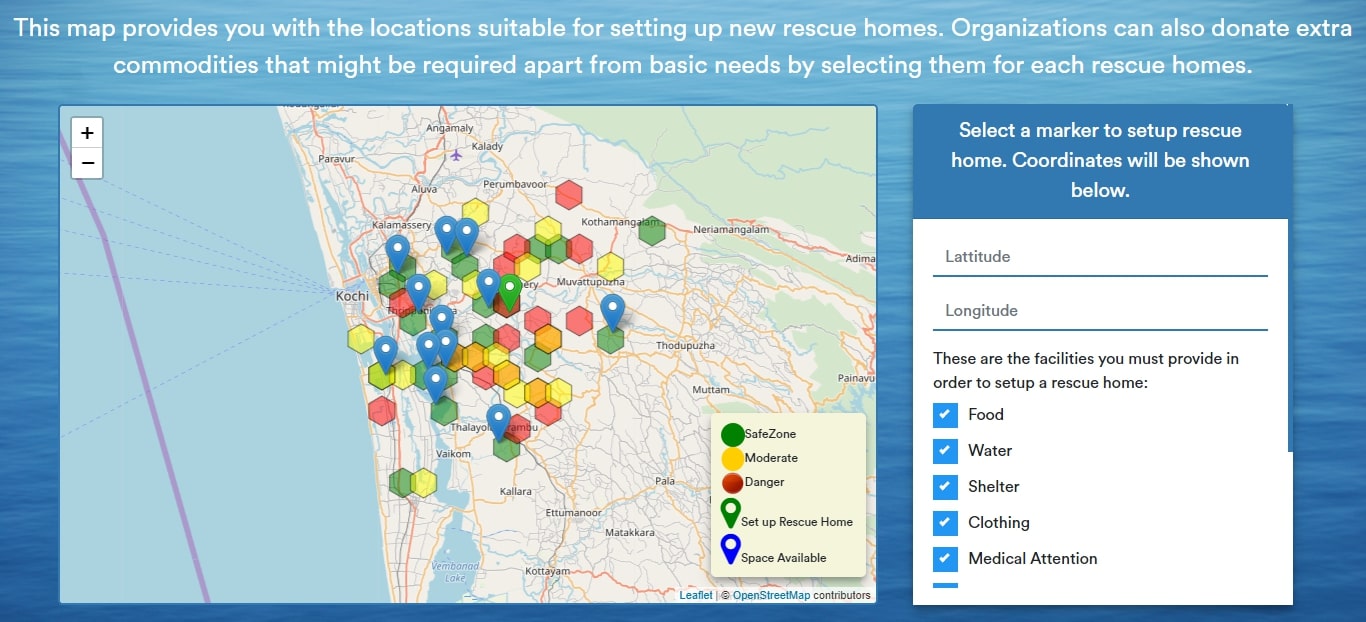 This map provides you with the locations suitable for setting up new rescue homes. Organizations can also donate extra
commodities that might be required apart from basic needs by selecting them for each rescue homes.
+
−
Angamaly
Kalady
Paravur
Aluva
Perumbavoor
Kalamassery
Kothamangalam
Neriamangalam
Adima
Kochi
ery
Muvattupuzha
Thodupuzha
Painavu
Muttam
Thalayolaparambu
Vaikom
Pala
Kallara
Ettumanoor
Matakkara
Vembanad
Lake
Kottayam
SafeZone
Moderate
Danger
Set up Rescue Home
Space Available
Leaflet | © OpenStreetMap contributors
Select a marker to setup rescue
home. Coordinates will be shown
below.
Lattitude
Longitude
These are the facilities you must provide in
order to setup a rescue home:
Food
Water
Shelter
Clothing
Medical Attention